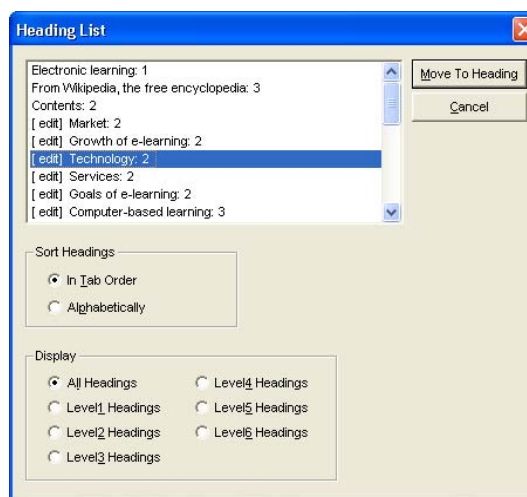 Heading List
Electronic learning: 1
From Wikipedia, the free encyclopedia: 3
Contents: 2
[ edit] Market: 2
[ edit] Growth of e-learning: 2
[ edit] Technology: 2
[ edit] Services: 2
[ edit] Goals of e-learning: 2
[ edit] Computer-based learning: 3
Move To Heading
Cancel
Sort Headings
In Tab Order
Alphabetically
Display
All Headings
Level1 Headings
Level2 Headings
Level3 Headings
Level4 Headings
Level5 Headings
Level6 Headings